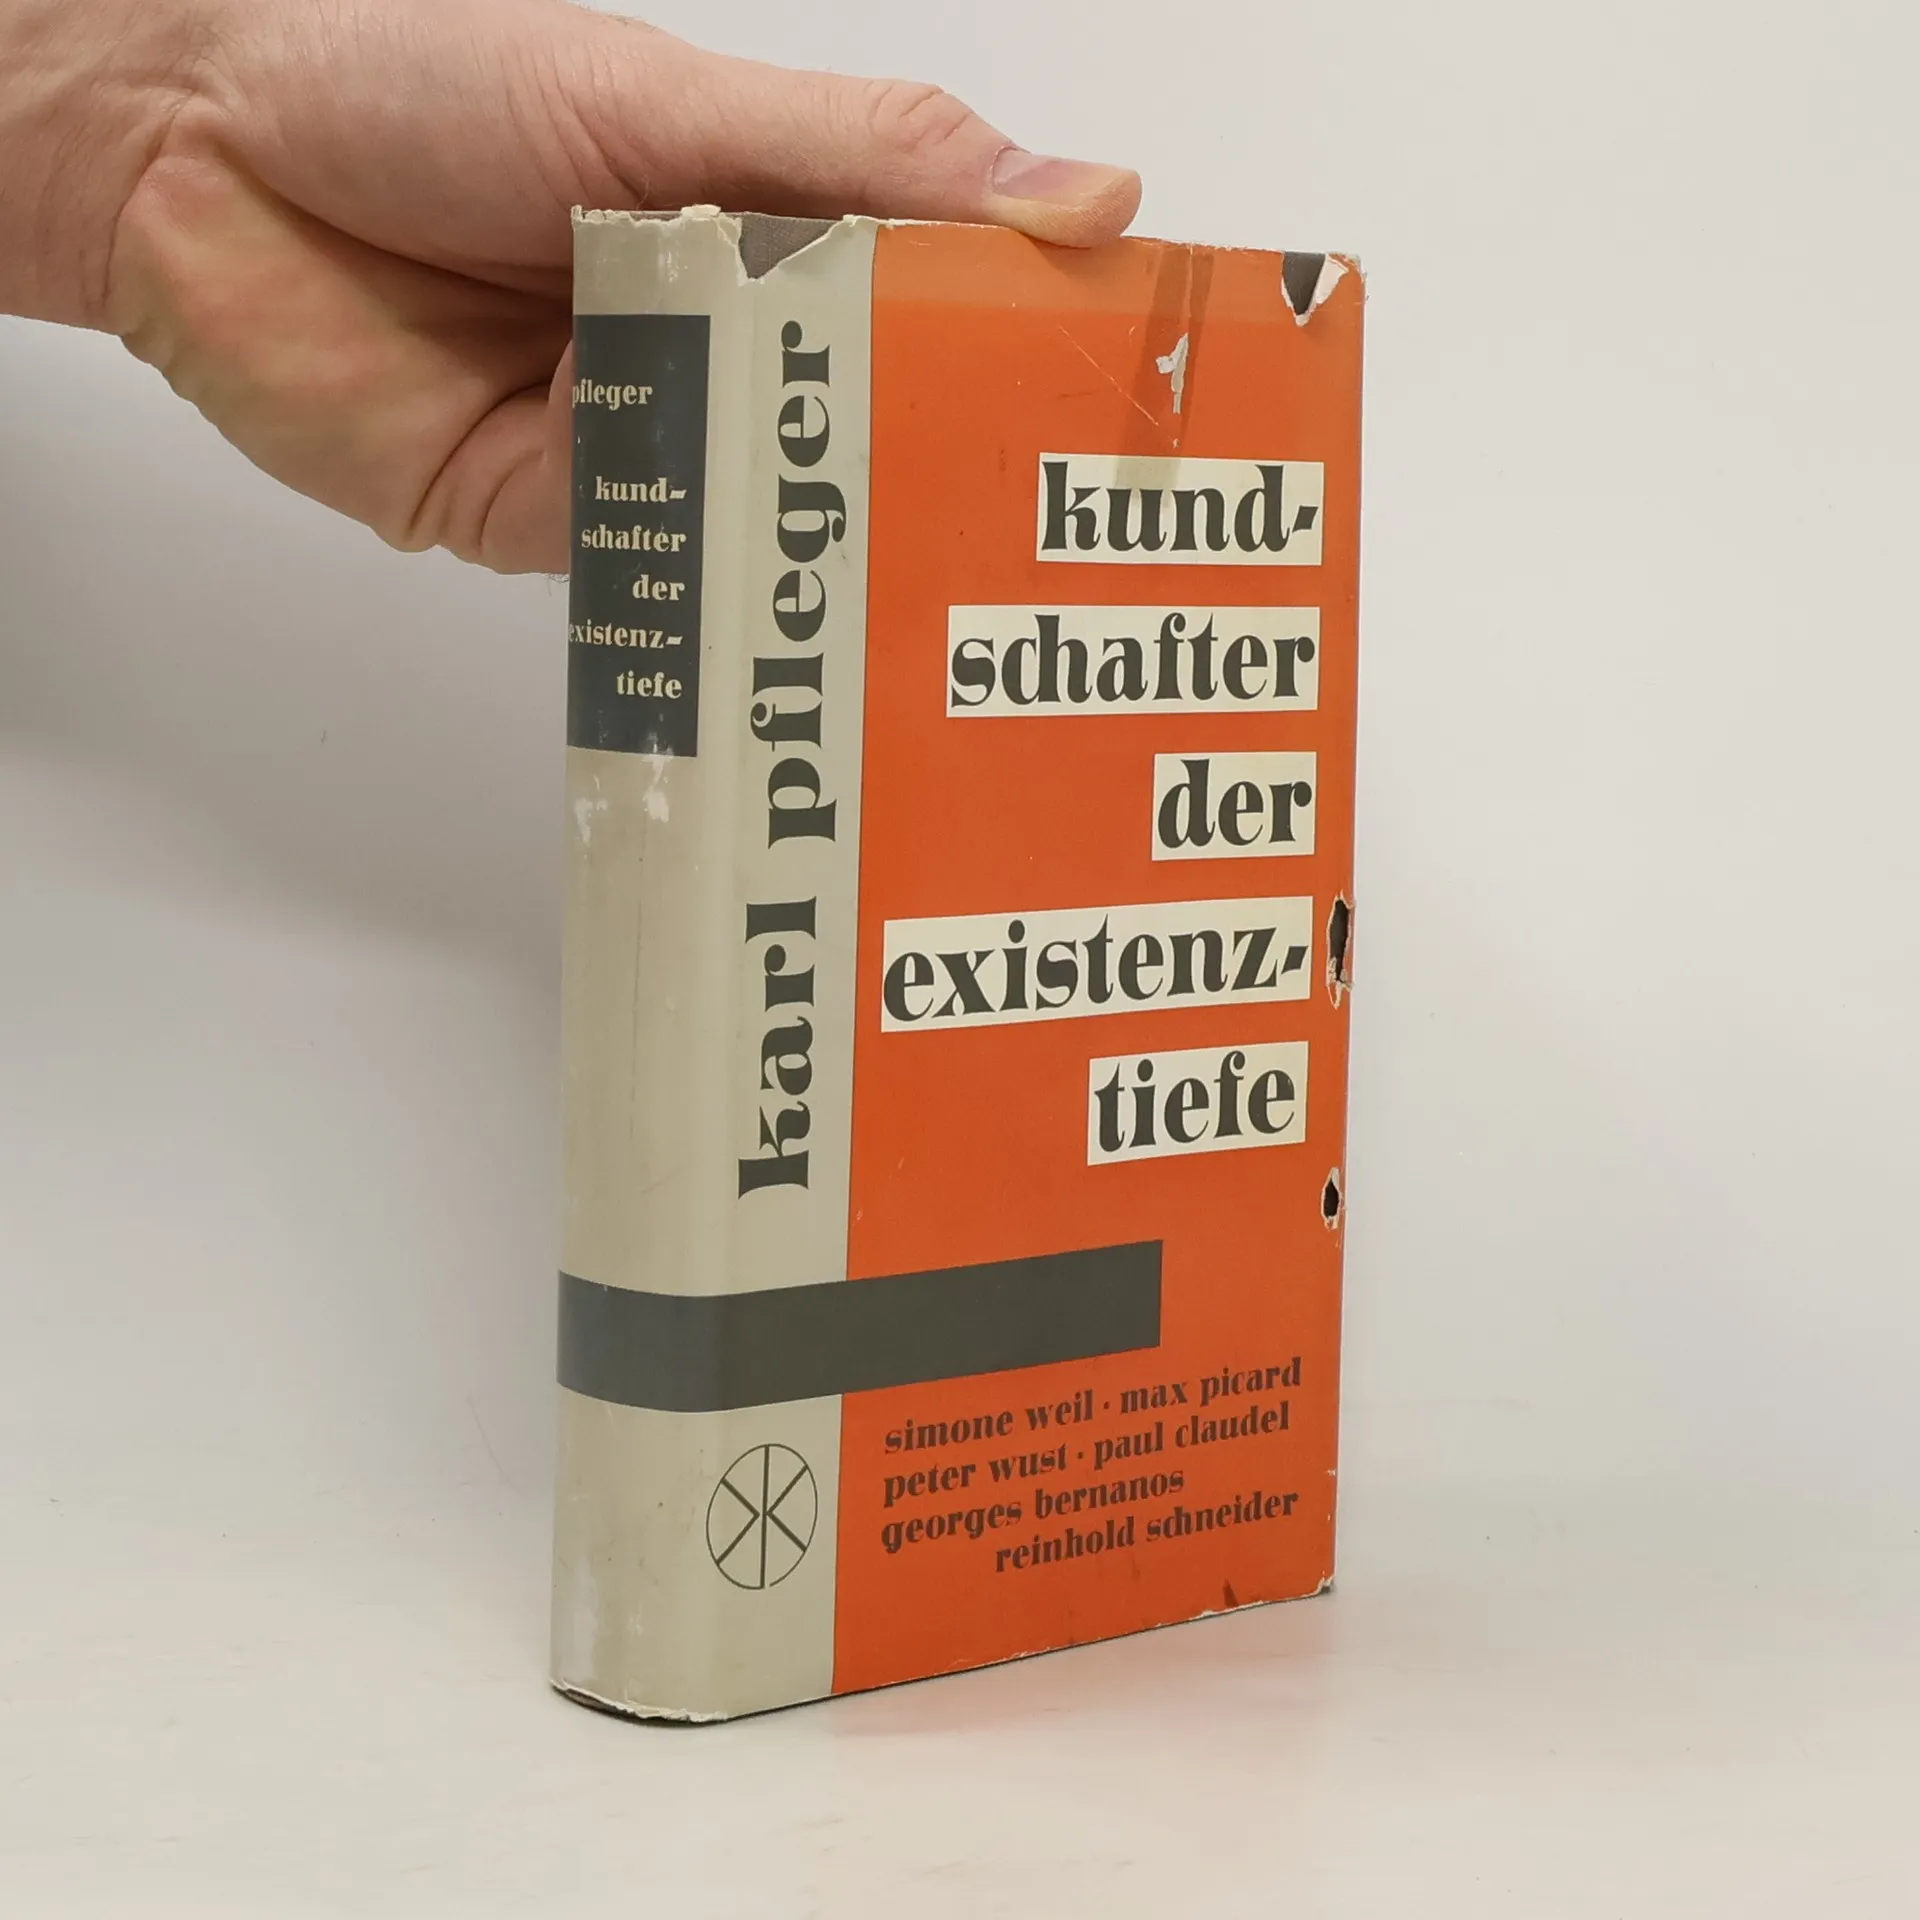 pfleger
kund-
schafter
der
existenz-
tiefe
karl pfleger
kund-
schafter
der
existenz-
tiefe
simone weil · max picard
peter wust · paul claudel
georges bernanos
reinhold schneider